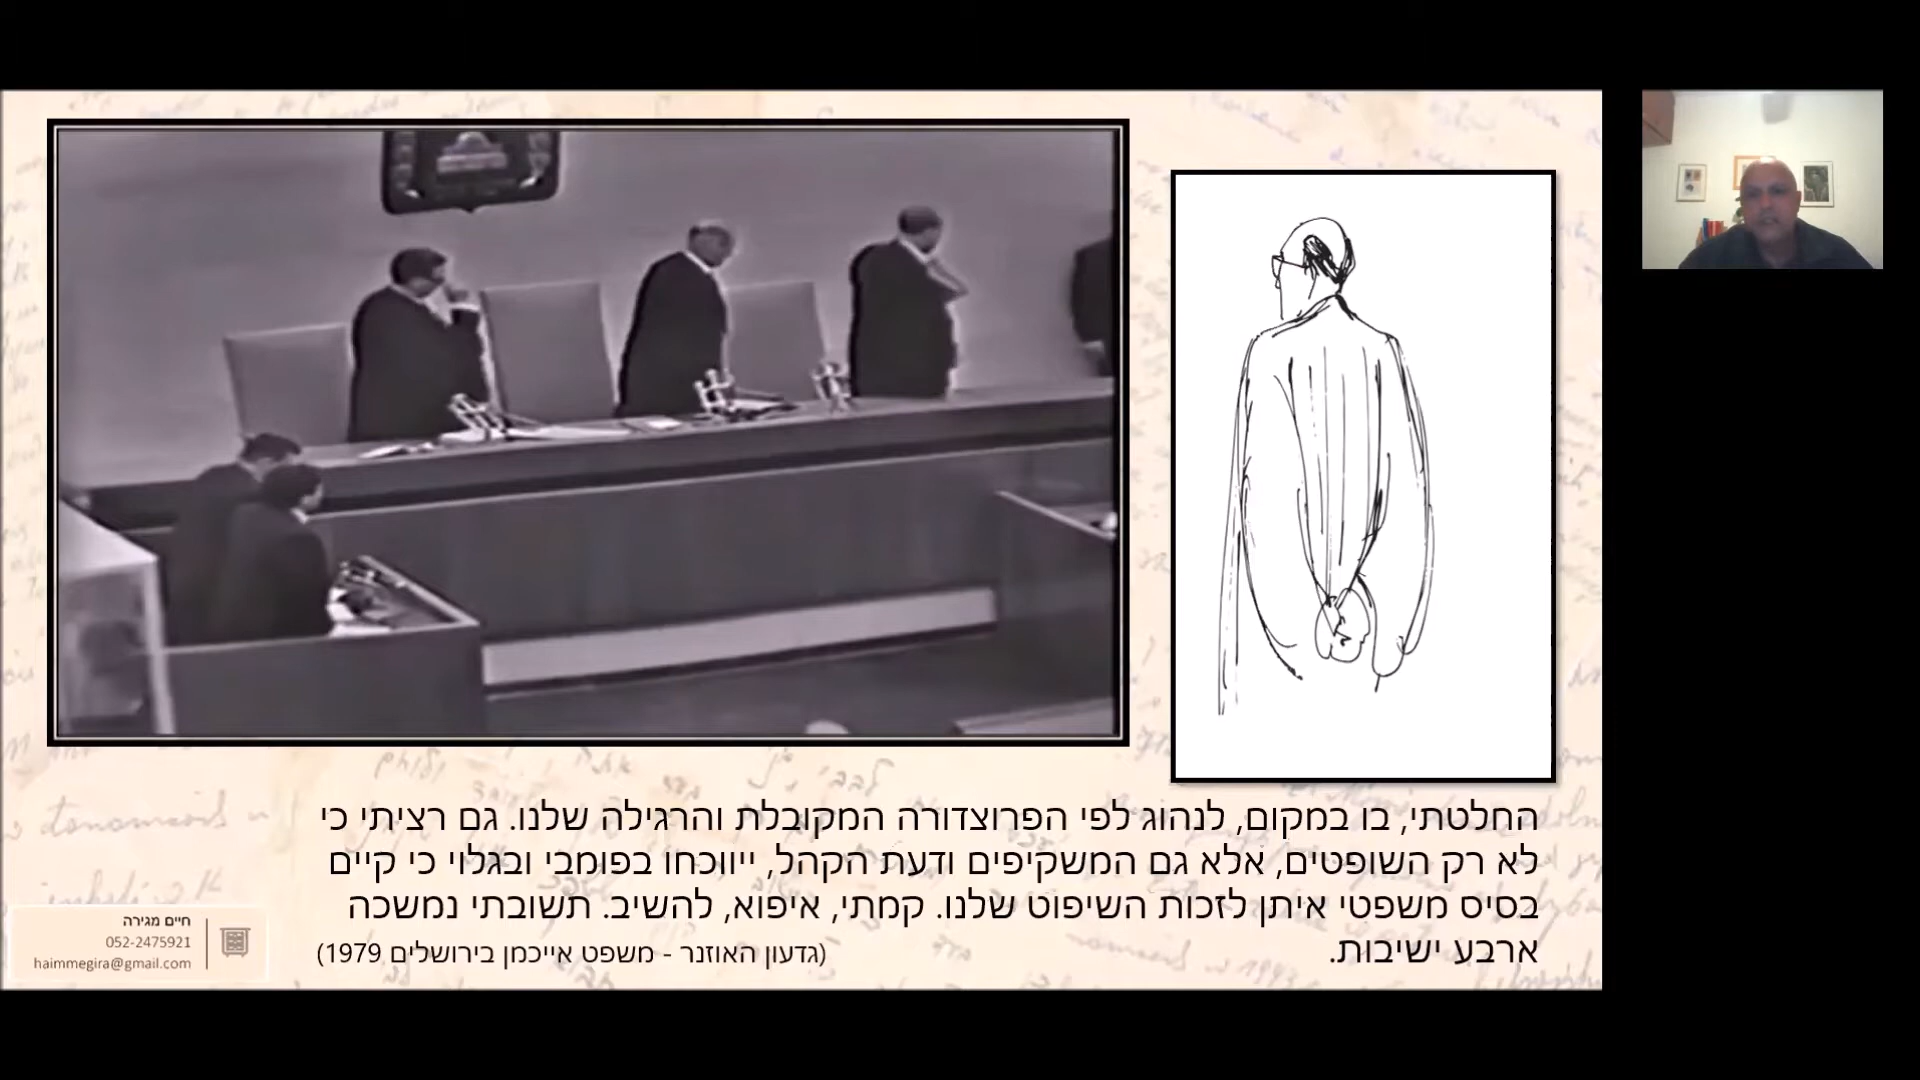 החלטתי, בו במקום, לנהוג לפי הפרוצדורה המקובלת והרגילה שלנו. גם רציתי כי
לא רק השופטים, אלא גם המשקיפים ודעת הקהל, ייווכחו בפומבי ובגלוי כי קיים
בסיס משפטי איתן לזכות השיפוט שלנו. קמתי, איפוא, להשיב. תשובתי נמשכה
ארבע ישיבות.
(גדעון האוזנר - משפט אייכמן בירושלים 1979)
חיים מגירה
052-2475921
haimmegira@gmail.com